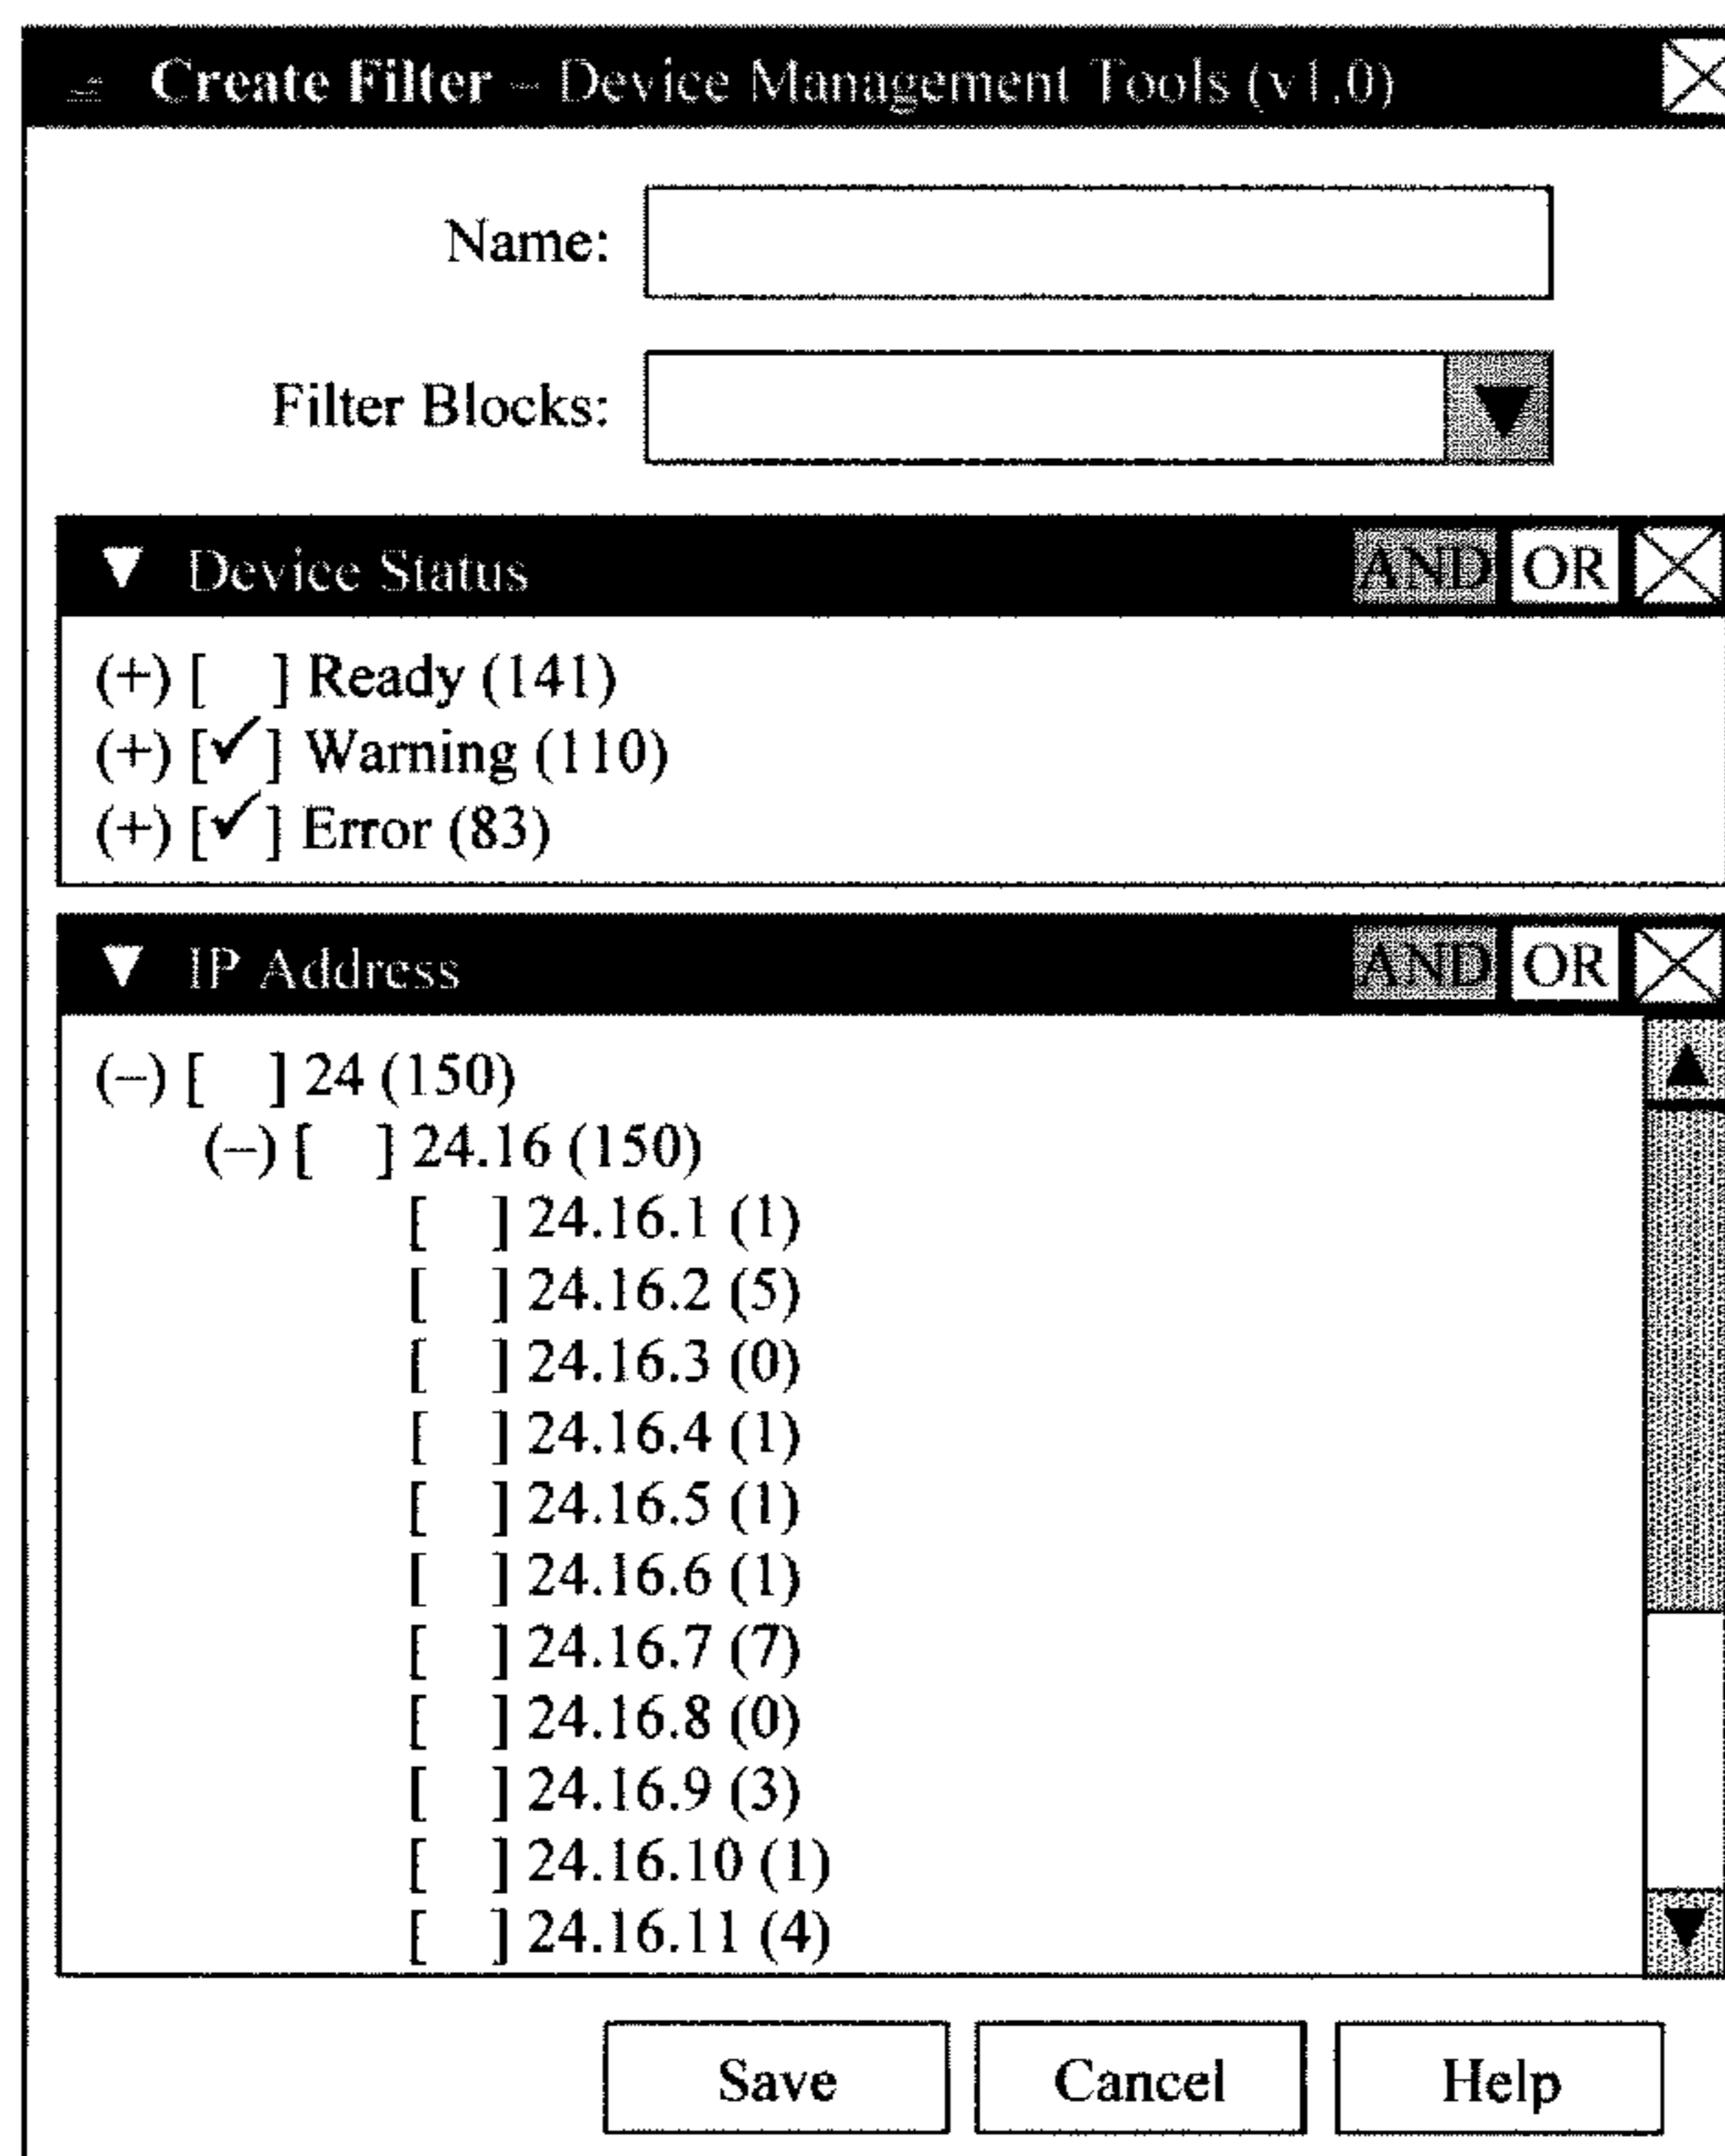 Create Filter – Device Management Tools (v1.0)
Name:
Filter Blocks:
▼ Device Status AND OR
(+) [ ] Ready (141)
(+) [✓] Warning (110)
(+) [✓] Error (83)
▼ IP Address AND OR
(–) [ ] 24 (150)
(–) [ ] 24.16 (150)
[ ] 24.16.1 (1)
[ ] 24.16.2 (5)
[ ] 24.16.3 (0)
[ ] 24.16.4 (1)
[ ] 24.16.5 (1)
[ ] 24.16.6 (1)
[ ] 24.16.7 (7)
[ ] 24.16.8 (0)
[ ] 24.16.9 (3)
[ ] 24.16.10 (1)
[ ] 24.16.11 (4)
Save Cancel Help